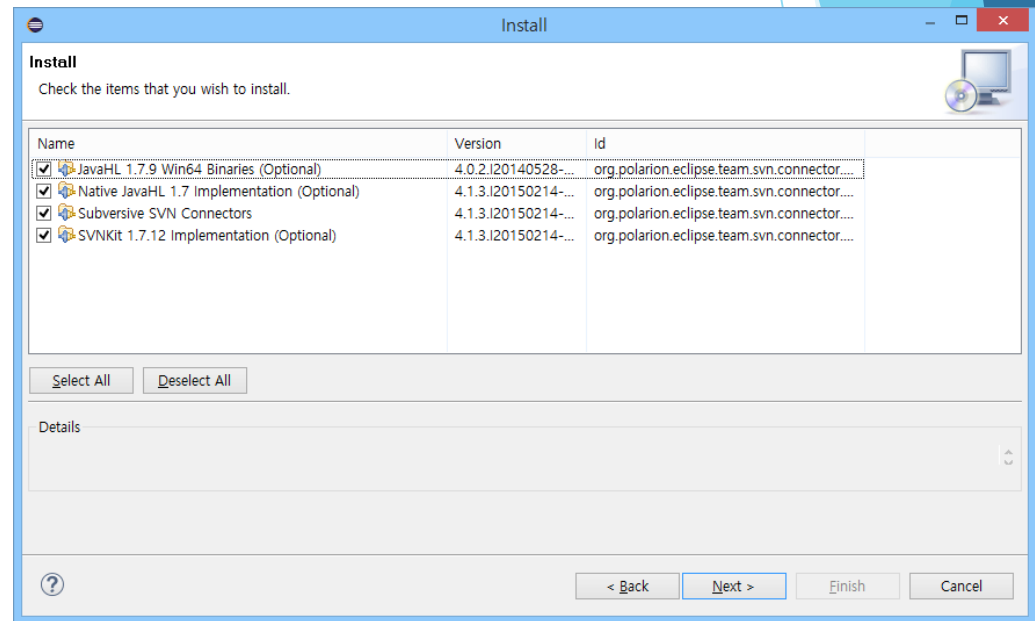 Install
Install
Check the items that you wish to install.
Name Version Id
JavaHL 1.7.9 Win64 Binaries (Optional) 4.0.2.I20140528-... org.polarion.eclipse.team.svn.connector....
Native JavaHL 1.7 Implementation (Optional) 4.1.3.I20150214-... org.polarion.eclipse.team.svn.connector....
Subversive SVN Connectors 4.1.3.I20150214-... org.polarion.eclipse.team.svn.connector....
SVNKit 1.7.12 Implementation (Optional) 4.1.3.I20150214-... org.polarion.eclipse.team.svn.connector....
Select All Deselect All
Details
? < Back Next > Finish Cancel